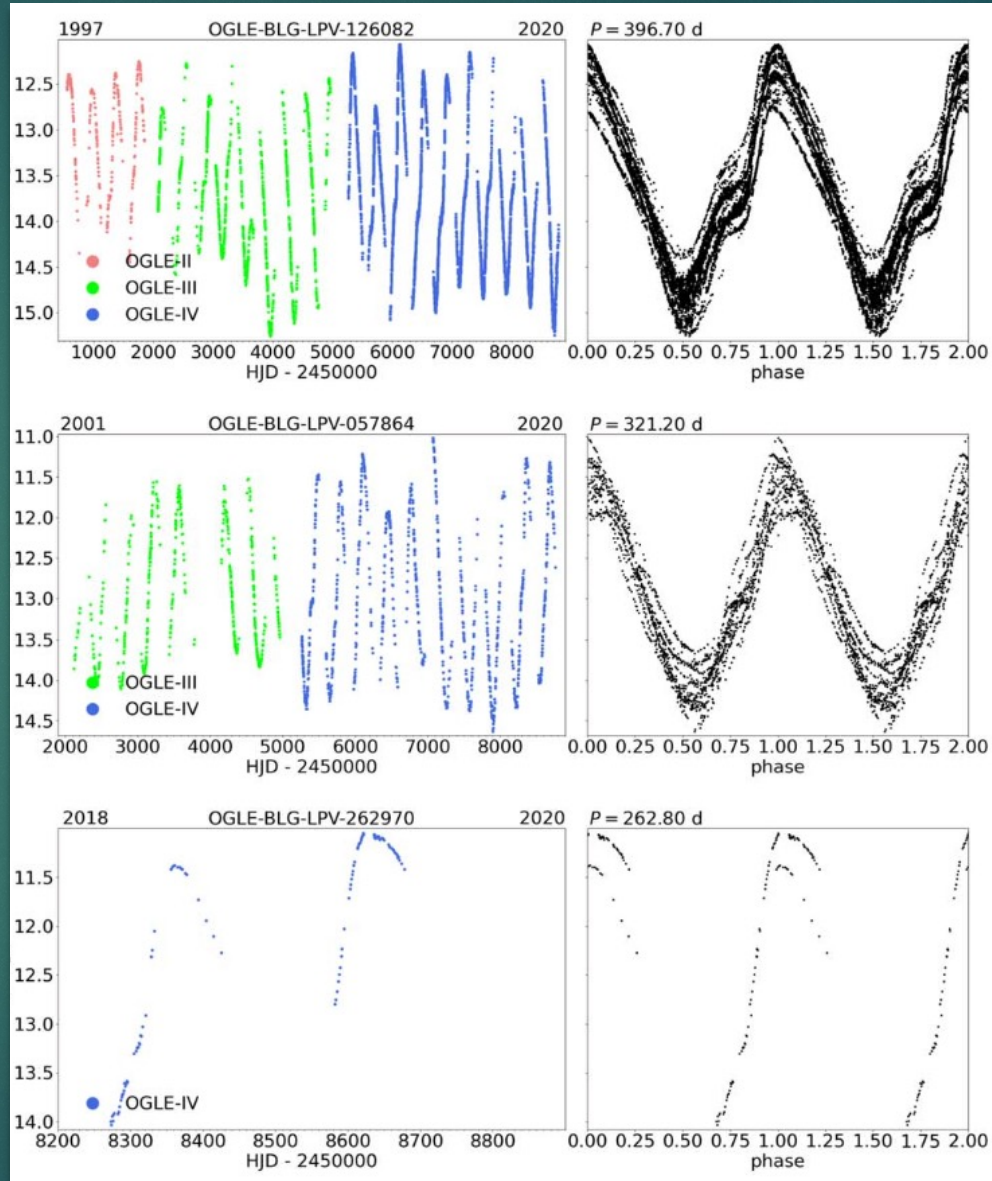 1997 OGLE-BLG-LPV-126082 2020
P = 396.70 d
12.5
13.0
13.5
14.0
14.5
15.0
OGLE-II
OGLE-III
OGLE-IV
1000 2000 3000 4000 5000 6000 7000 8000
HJD - 2450000
0.00 0.25 0.50 0.75 1.00 1.25 1.50 1.75 2.00
phase
2001 OGLE-BLG-LPV-057864 2020
P = 321.20 d
11.0
11.5
12.0
12.5
13.0
13.5
14.0
14.5
OGLE-III
OGLE-IV
2000 3000 4000 5000 6000 7000 8000
HJD - 2450000
0.00 0.25 0.50 0.75 1.00 1.25 1.50 1.75 2.00
phase
2018 OGLE-BLG-LPV-262970 2020
P = 262.80 d
11.5
12.0
12.5
13.0
13.5
14.0
OGLE-IV
8200 8300 8400 8500 8600 8700 8800
HJD - 2450000
0.00 0.25 0.50 0.75 1.00 1.25 1.50 1.75 2.00
phase